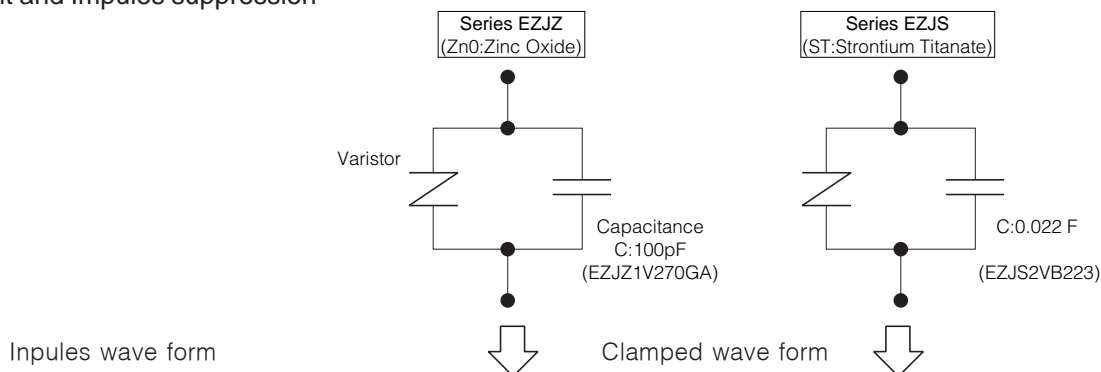 nt and Impulse suppression
Series EZJZ
(Zn0:Zinc Oxide)
Series EZJS
(ST:Strontium Titanate)
Varistor
Capacitance
C:100pF
(EZJZ1V270GA)
C:0.022 F
(EZJS2VB223)
Inpules wave form
Clamped wave form